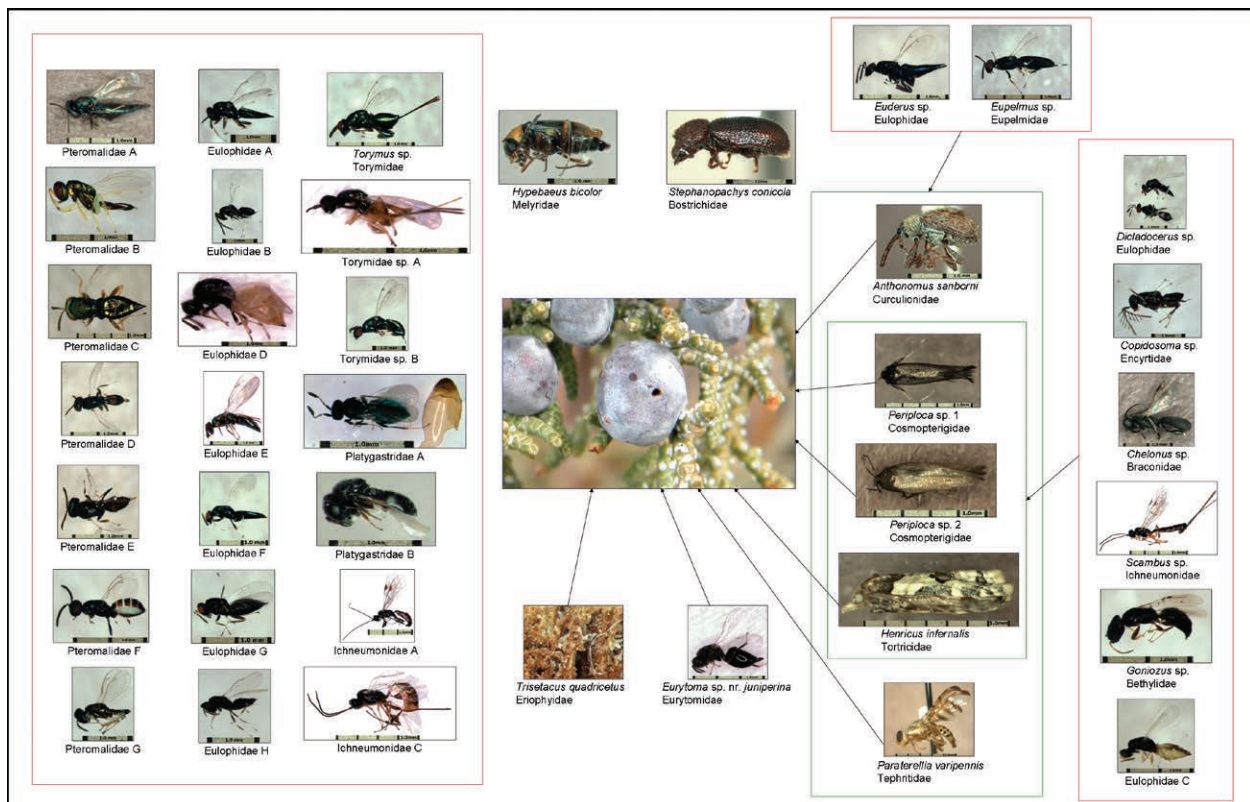 Pteromalidae A
Eulophidae A
Torymus sp.
Torymidae
Pteromalidae B
Eulophidae B
Torymidae sp. A
Pteromalidae C
Eulophidae D
Torymidae sp. B
Pteromalidae D
Eulophidae E
Platygastridae A
Pteromalidae E
Eulophidae F
Platygastridae B
Pteromalidae F
Eulophidae G
Ichneumonidae A
Pteromalidae G
Eulophidae H
Ichneumonidae C
Hypebaeus bicolor
Melyridae
Stephanopachys conicola
Bostrichidae
Euderus sp.
Eulophidae
Eupelmus sp.
Eupelmidae
Anthonomus sanborni
Curculionidae
Periploca sp. 1
Cosmopterigidae
Periploca sp. 2
Cosmopterigidae
Henricus infernalis
Tortricidae
Trisetacus quadricetus
Eriophyidae
Eurytoma sp. nr. juniperina
Eurytomidae
Paraterellia varipennis
Tephritidae
Dicladocerus sp.
Eulophidae
Copidosoma sp.
Encyrtidae
Chelonus sp.
Braconidae
Scambus sp.
Ichneumonidae
Goniozus sp.
Bethylidae
Eulophidae C